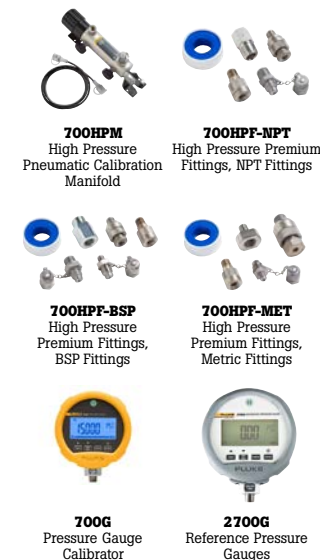 700HPM
High Pressure
Pneumatic Calibration
Manifold
700HPF-NPT
High Pressure Premium
Fittings, NPT Fittings
700HPF-BSP
High Pressure
Premium Fittings,
BSP Fittings
700HPF-MET
High Pressure
Premium Fittings,
Metric Fittings
FLUKE
700G
Pressure Gauge
Calibrator
2700G
Reference Pressure
Gauges